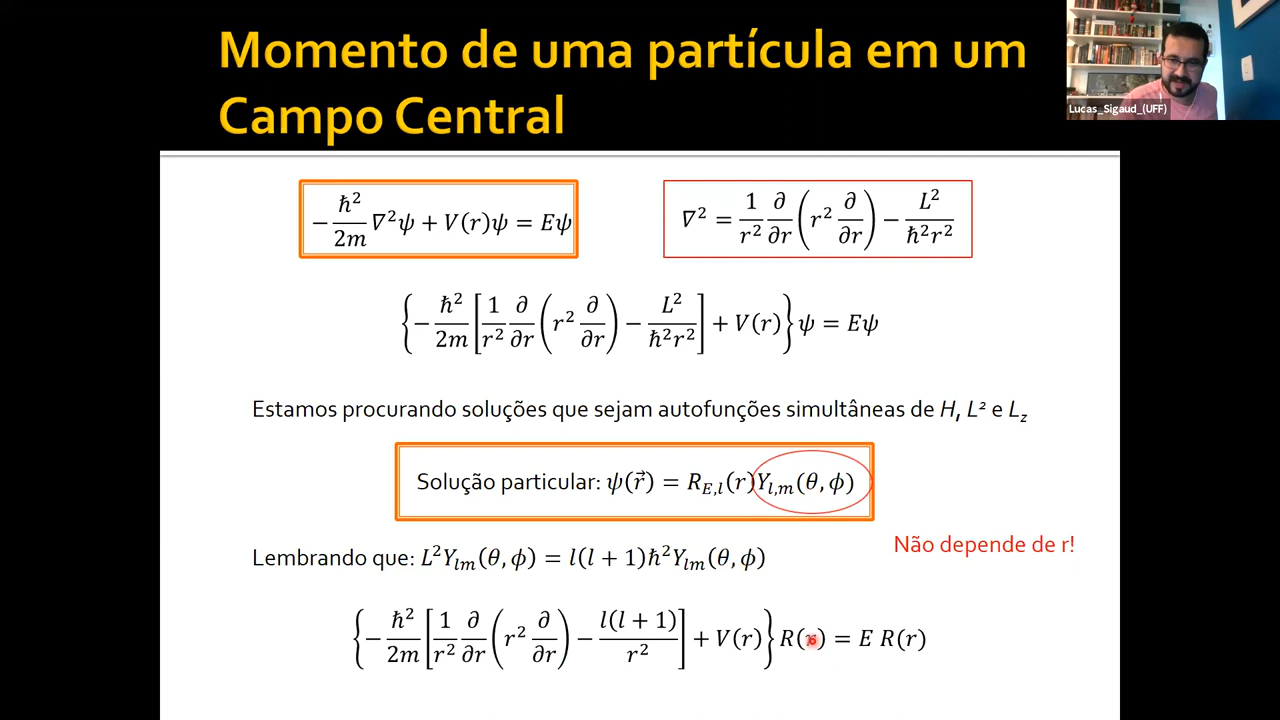 Momento de uma partícula em um
Campo Central
Lucas_Sigaud_(UFF)
−ħ²/2m ∇²ψ + V(r)ψ = Eψ
∇² = 1/r² ∂/∂r (r² ∂/∂r) − L²/ħ²r²
{−ħ²/2m [1/r² ∂/∂r (r² ∂/∂r) − L²/ħ²r²] + V(r)} ψ = Eψ
Estamos procurando soluções que sejam autofunções simultâneas de H, L² e L_z
Solução particular: ψ(r⃗) = R_{E,l}(r)Y_{l,m}(θ, ϕ)
Não depende de r!
Lembrando que: L²Y_{lm}(θ, ϕ) = l(l + 1)ħ²Y_{lm}(θ, ϕ)
{−ħ²/2m [1/r² ∂/∂r (r² ∂/∂r) − l(l + 1)/r²] + V(r)} R(r) = E R(r)